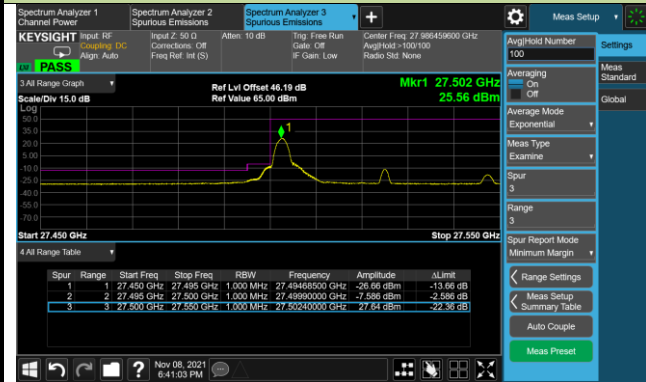 Spectrum Analyzer 1 Spectrum Analyzer 2 Spectrum Analyzer 3 + Meas Setup
Channel Power Spurious Emissions Spurious Emissions
KEYSIGHT Input: RF Input Z: 50 Ω Atten: 10 dB Trig: Free Run Center Freq: 27.986459600 GHz
Coupling: DC Corrections: Off Gate: Off Avg|Hold:>100/100
Align: Auto Freq Ref: Int (S) IF Gain: Low Radio Std: None
PASS
3 All Range Graph
Ref Lvl Offset 46.19 dB Mkr1 27.502 GHz
Scale/Div 15.0 dB Ref Value 65.00 dBm 25.56 dBm
Log
50.0
35.0
20.0
5.00
-10.0
-25.0
-40.0
-55.0
-70.0
1
Start 27.450 GHz Stop 27.550 GHz
4 All Range Table
Spur Range Start Freq Stop Freq RBW Frequency Amplitude ΔLimit
1 1 27.450 GHz 27.495 GHz 1.000 MHz 27.49468500 GHz -26.66 dBm -13.66 dB
2 2 27.495 GHz 27.500 GHz 1.000 MHz 27.49990000 GHz -7.586 dBm -2.586 dB
3 3 27.500 GHz 27.550 GHz 1.000 MHz 27.50240000 GHz 27.64 dBm -22.36 dB
Nov 08, 2021
6:41:03 PM
?
Avg|Hold Number
100
Averaging
On
Off
Average Mode
Exponential
Meas Type
Examine
Spur
3
Range
3
Spur Report Mode
Minimum Margin
Range Settings
Meas Setup
Summary Table
Auto Couple
Meas Preset
Settings
Meas
Standard
Global